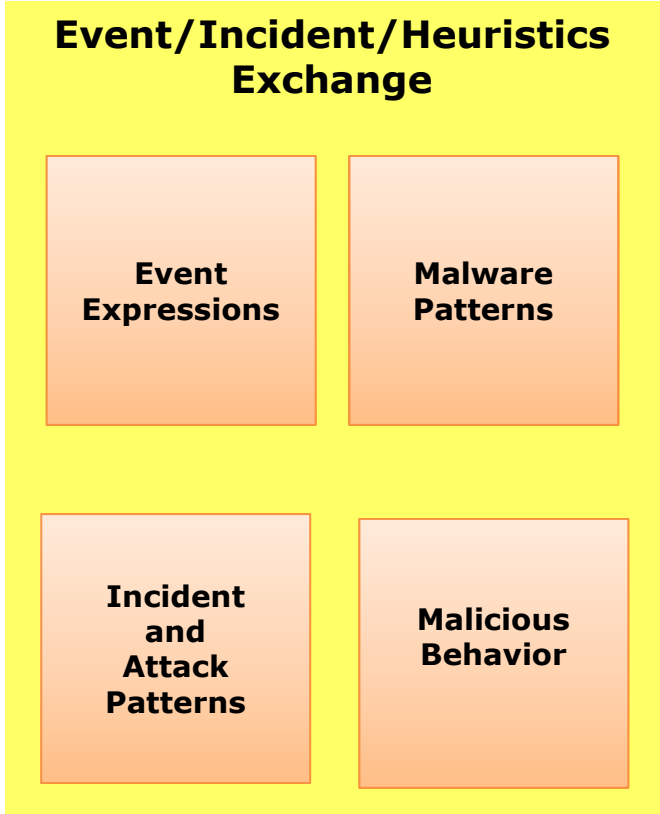 Event/Incident/Heuristics
Exchange
Event
Expressions
Malware
Patterns
Incident
and
Attack
Patterns
Malicious
Behavior